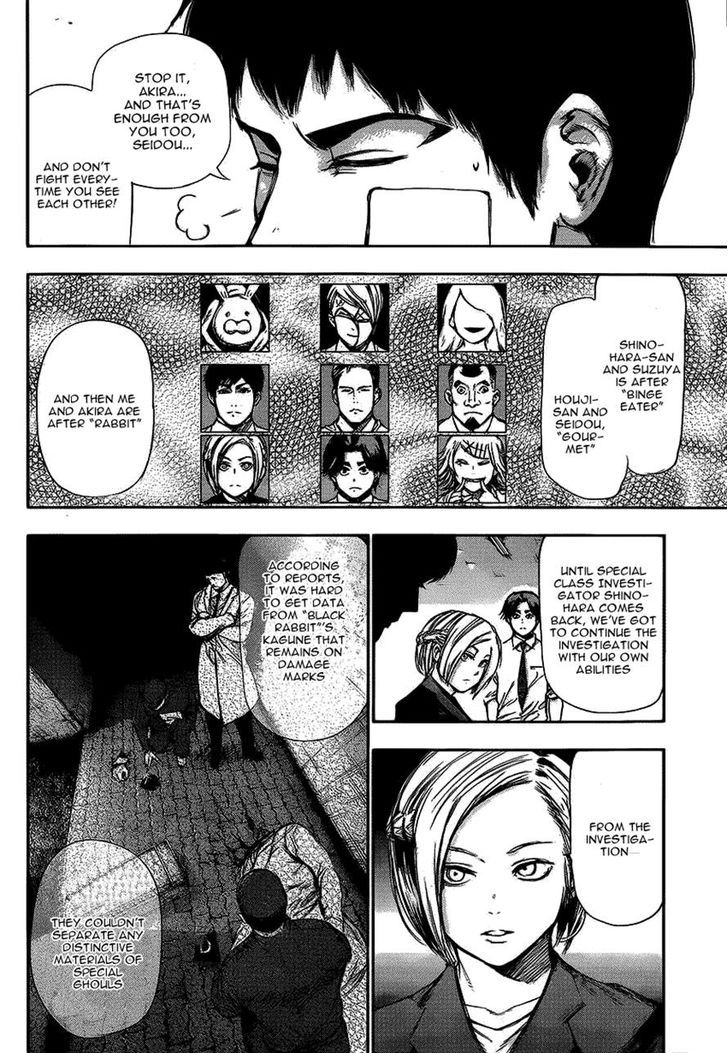 STOP IT,
AKIRA...
AND THAT'S
ENOUGH FROM
YOU TOO,
SEIDOU...
AND DON'T
FIGHT EVERY-
TIME YOU SEE
EACH OTHER!
SHINO-
HARA-SAN
AND SUZUYA
IS AFTER
"BINGE
EATER"
HOUJI-
SAN AND
SEIDOU,
"GOUR-
MET"
AND THEN ME
AND AKIRA ARE
AFTER "RABBIT"
UNTIL SPECIAL
CLASS INVESTI-
GATOR SHINO-
HARA COMES
BACK, WE'VE GOT
TO CONTINUE THE
INVESTIGATION
WITH OUR OWN
ABILITIES
FROM THE
INVESTIGA-
TION
ACCORDING
TO REPORTS,
IT WAS HARD
TO GET DATA
FROM "BLACK
RABBIT"'S
KAGUNE THAT
REMAINS ON
DAMAGE
MARKS
THEY COULDN'T
SEPARATE ANY
DISTINCTIVE
MATERIALS OF
SPECIAL
GHOULS